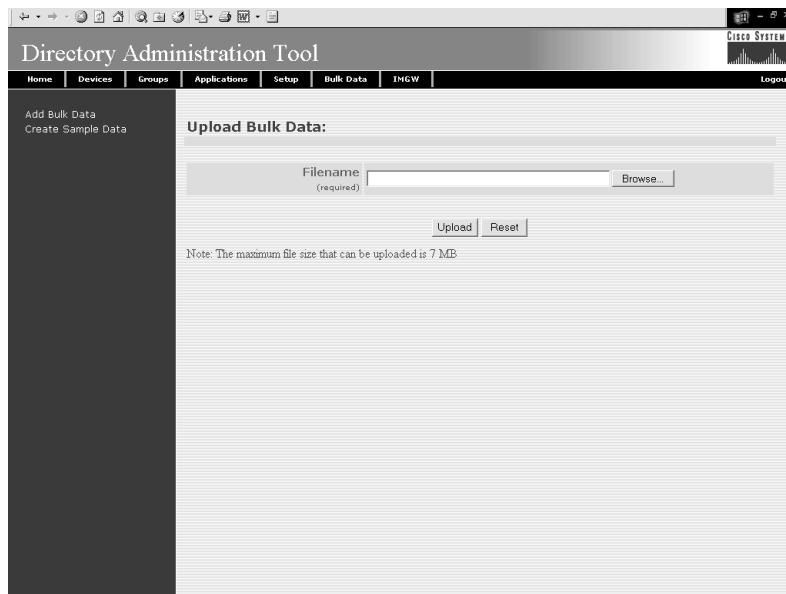 CISCO SYSTEM
Directory Administration Tool
Home Devices Groups Applications Setup Bulk Data IMGW Logou
Add Bulk Data
Create Sample Data
Upload Bulk Data:
Filename
(required)
Browse...
Upload Reset
Note: The maximum file size that can be uploaded is 7 MB